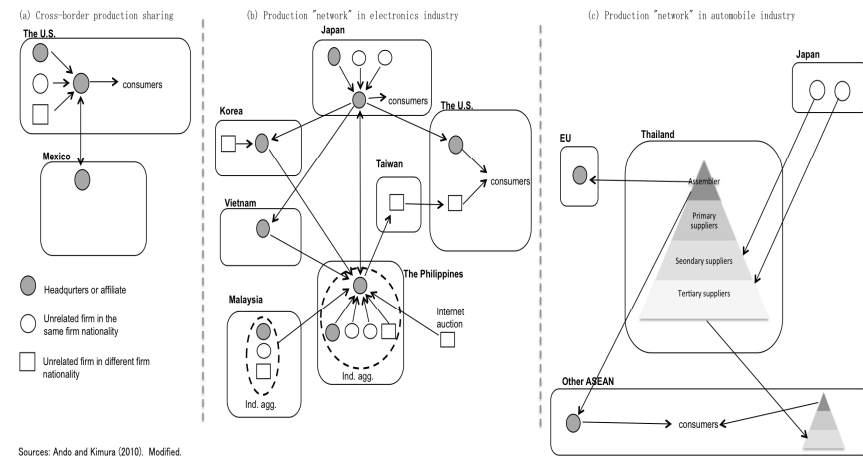 (a) Cross-border production sharing
The U.S.
consumers
Mexico
Headqurters or affiliate
Unrelated firm in the
same firm nationality
Unrelated firm in different firm
nationality
Sources: Ando and Kimura (2010). Modified.
(b) Production "network" in electronics industry
Japan
consumers
Korea
The U.S.
Taiwan
consumers
Vietnam
The Philippines
Malaysia
Internet
auction
Ind. agg.
Ind. agg.
(c) Production "network" in automobile industry
Japan
EU
Thailand
Assembler
Primary
suppliers
Seondary suppliers
Tertiary suppliers
Other ASEAN
consumers